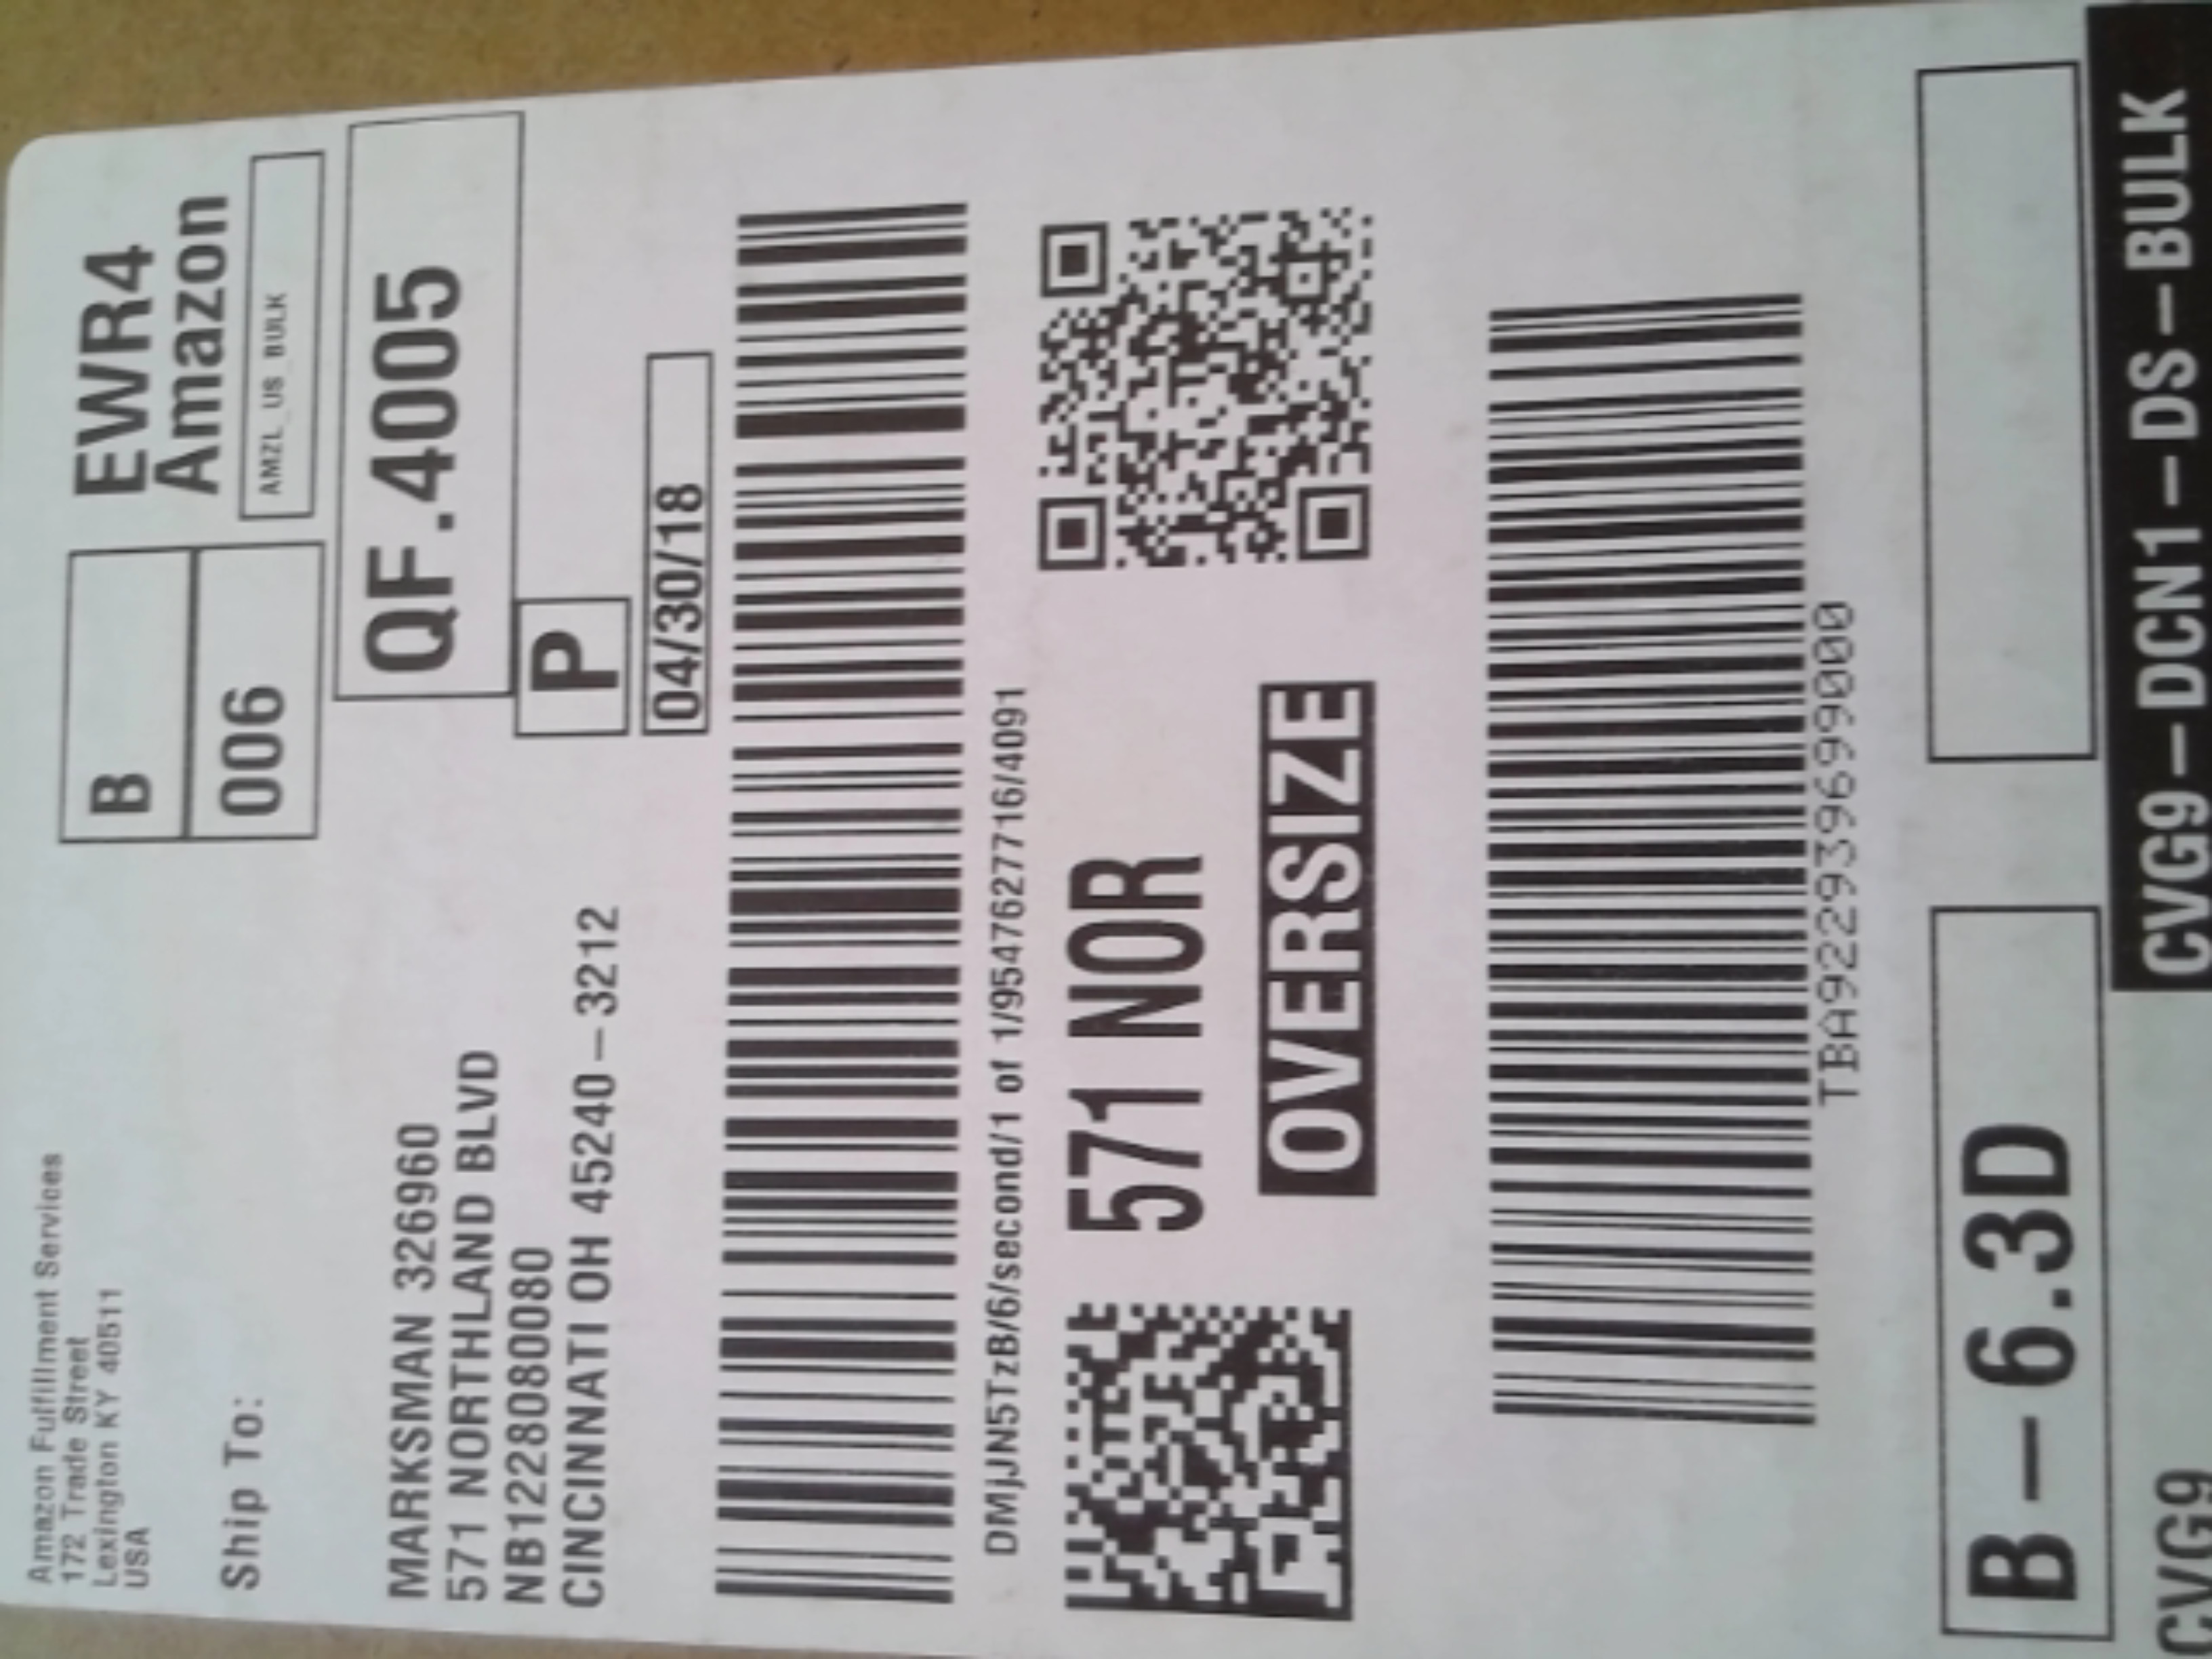 Amazon Fulfillment Services
172 Trade Street
Lexington KY 40511
USA
B
006
EWR4
Amazon
AMZL_US_BULK
Ship To:
QF.4005
MARKSMAN 326960
571 NORTHLAND BLVD
NB1228080080
CINCINNATI OH 45240-3212
P
04/30/18
DMjJN5TzB/6/second/1 of 1/95476277716/4091
571 NOR
OVERSIZE
TBA922939699000
B-6.3D
CVG9-DCN1-DS-BULK
CVG9